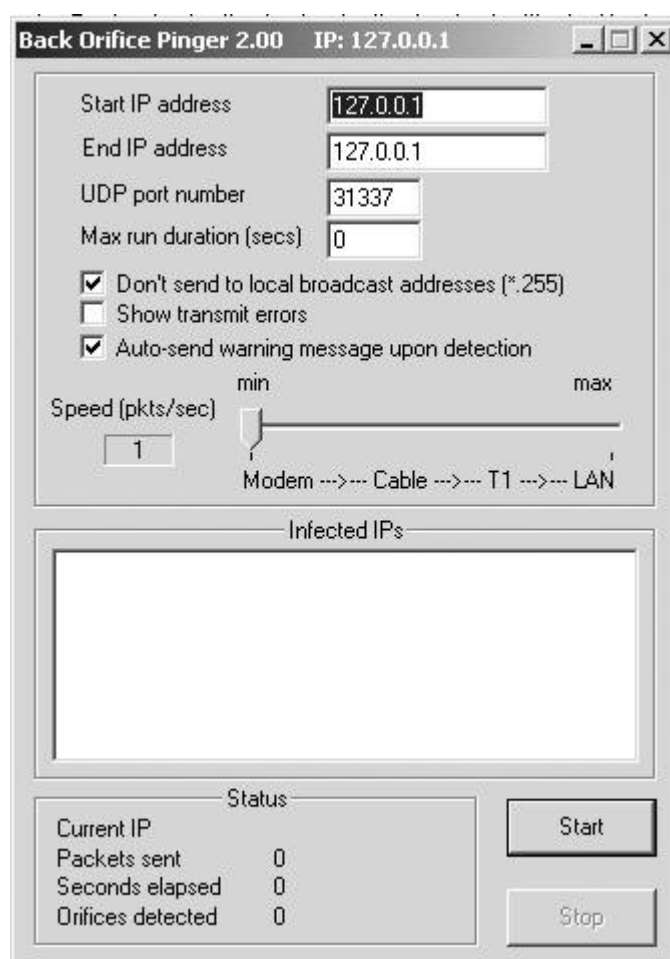 Back Orifice Pinger 2.00 IP: 127.0.0.1
Start IP address 127.0.0.1
End IP address 127.0.0.1
UDP port number 31337
Max run duration (secs) 0
Don't send to local broadcast addresses (*.255)
Show transmit errors
Auto-send warning message upon detection
min max
Speed (pkts/sec)
1
Modem --->--- Cable --->--- T1 --->--- LAN
Infected IPs
Status
Current IP
Packets sent 0
Seconds elapsed 0
Orifices detected 0
Start
Stop